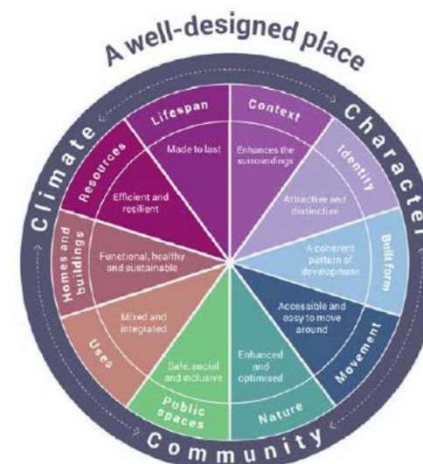 A well-designed place
Climate
Character
Community
Context
Enhances the
surroundings
Identity
Attractive and
distinctive
Built form
A coherent
pattern of
development
Movement
Accessible and
easy to move
around
Nature
Enhanced
and
optimised
Public
spaces
Safe, social
and inclusive
Uses
Mixed and
integrated
Homes and
buildings
Functional, healthy
and sustainable
Resources
Efficient and
resilient
Lifespan
Made to last